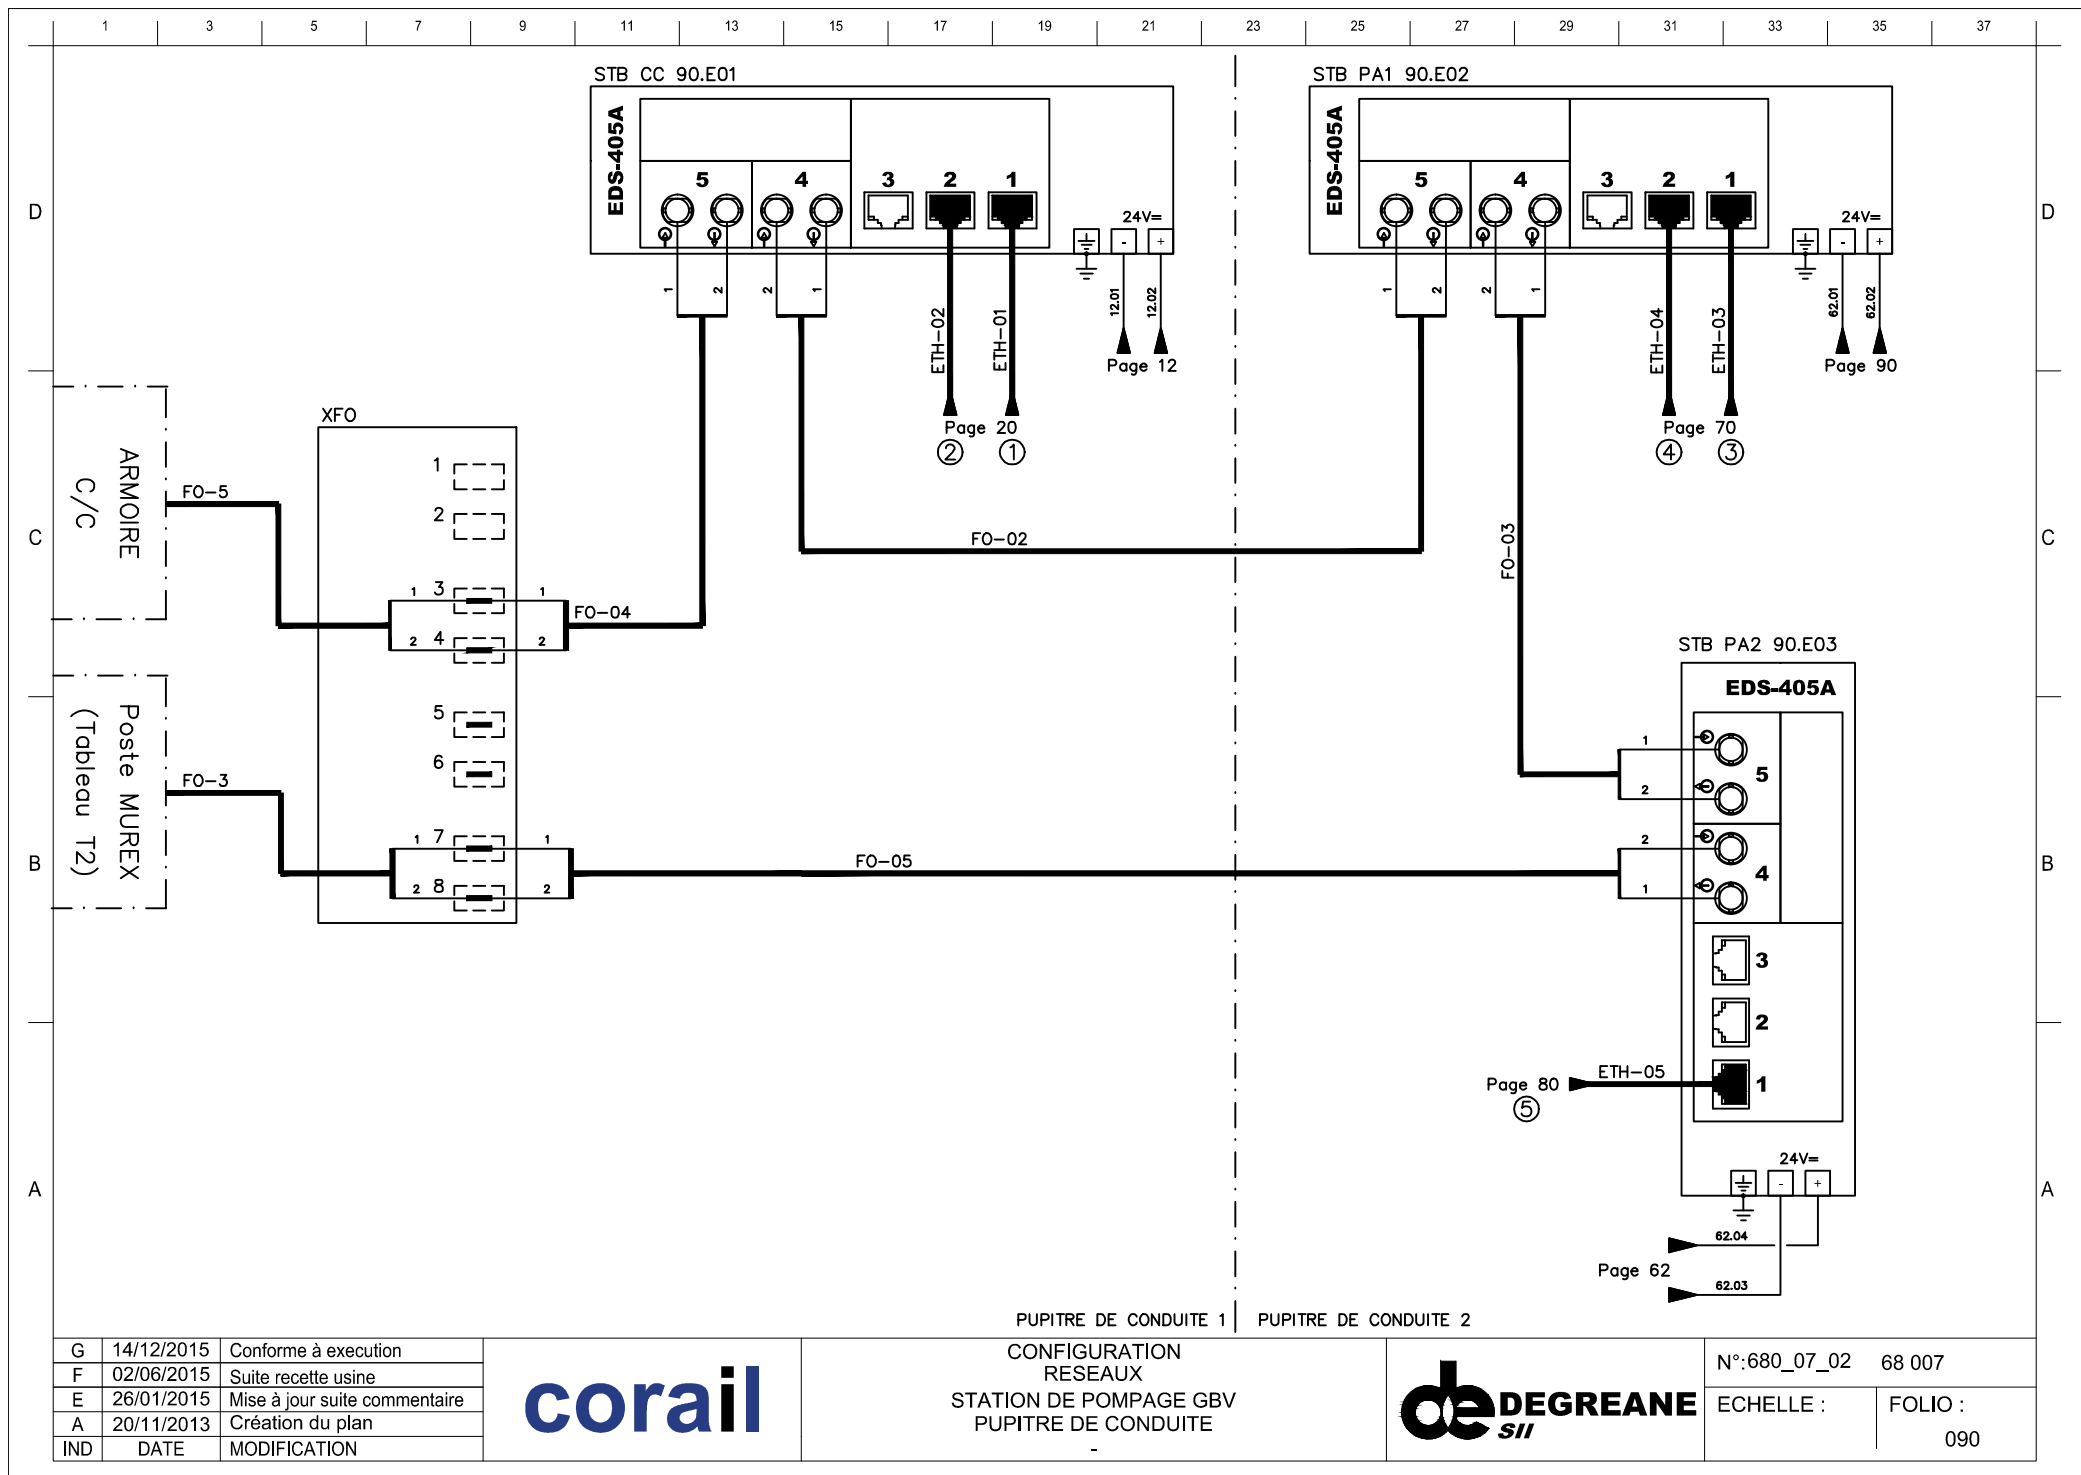 1 3 5 7 9 11 13 15 17 19 21 23 25 27 29 31 33 35 37
STB CC 90.E01
EDS-405A
5 4 3 2 1
24V=
- +
1 2 2 1
ETH-02
ETH-01
12.01
12.02
Page 12
Page 20
2 1
STB PA1 90.E02
EDS-405A
5 4 3 2 1
24V=
- +
1 2 2 1
ETH-04
ETH-03
62.01
62.02
Page 90
Page 70
4 3
D
D
C
C
B
B
A
A
ARMOIRE
C/C
FO-5
XFO
1
2
1 3 1
2 4 2
5
6
1 7 1
2 8 2
FO-04
FO-02
FO-03
Poste MUREX
(Tableau T2)
FO-3
FO-05
STB PA2 90.E03
EDS-405A
1
2
5
2
1
4
3
2
1
Page 80
ETH-05
5
24V=
- +
62.04
Page 62
62.03
PUPITRE DE CONDUITE 1
PUPITRE DE CONDUITE 2
G 14/12/2015 Conforme à execution
F 02/06/2015 Suite recette usine
E 26/01/2015 Mise à jour suite commentaire
A 20/11/2013 Création du plan
IND DATE MODIFICATION
corail
CONFIGURATION
RESEAUX
STATION DE POMPAGE GBV
PUPITRE DE CONDUITE
-
de DEGREANE
SII
N°:680_07_02 68 007
ECHELLE :
FOLIO :
090